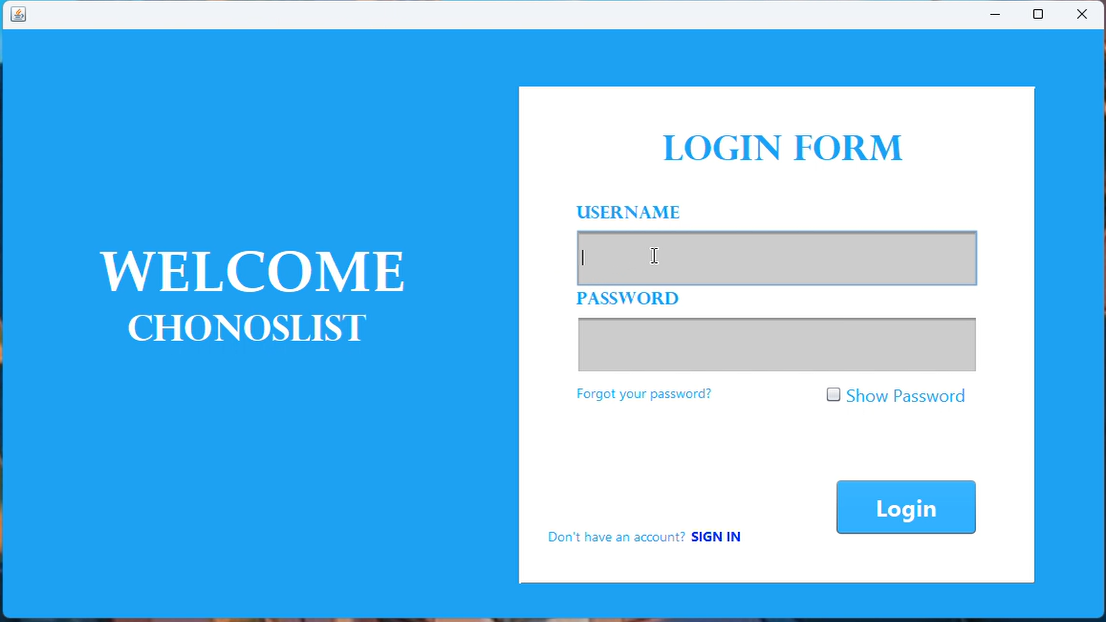 WELCOME
CHONOSLIST
LOGIN FORM
USERNAME
PASSWORD
Forgot your password?
Show Password
Login
Don't have an account? SIGN IN